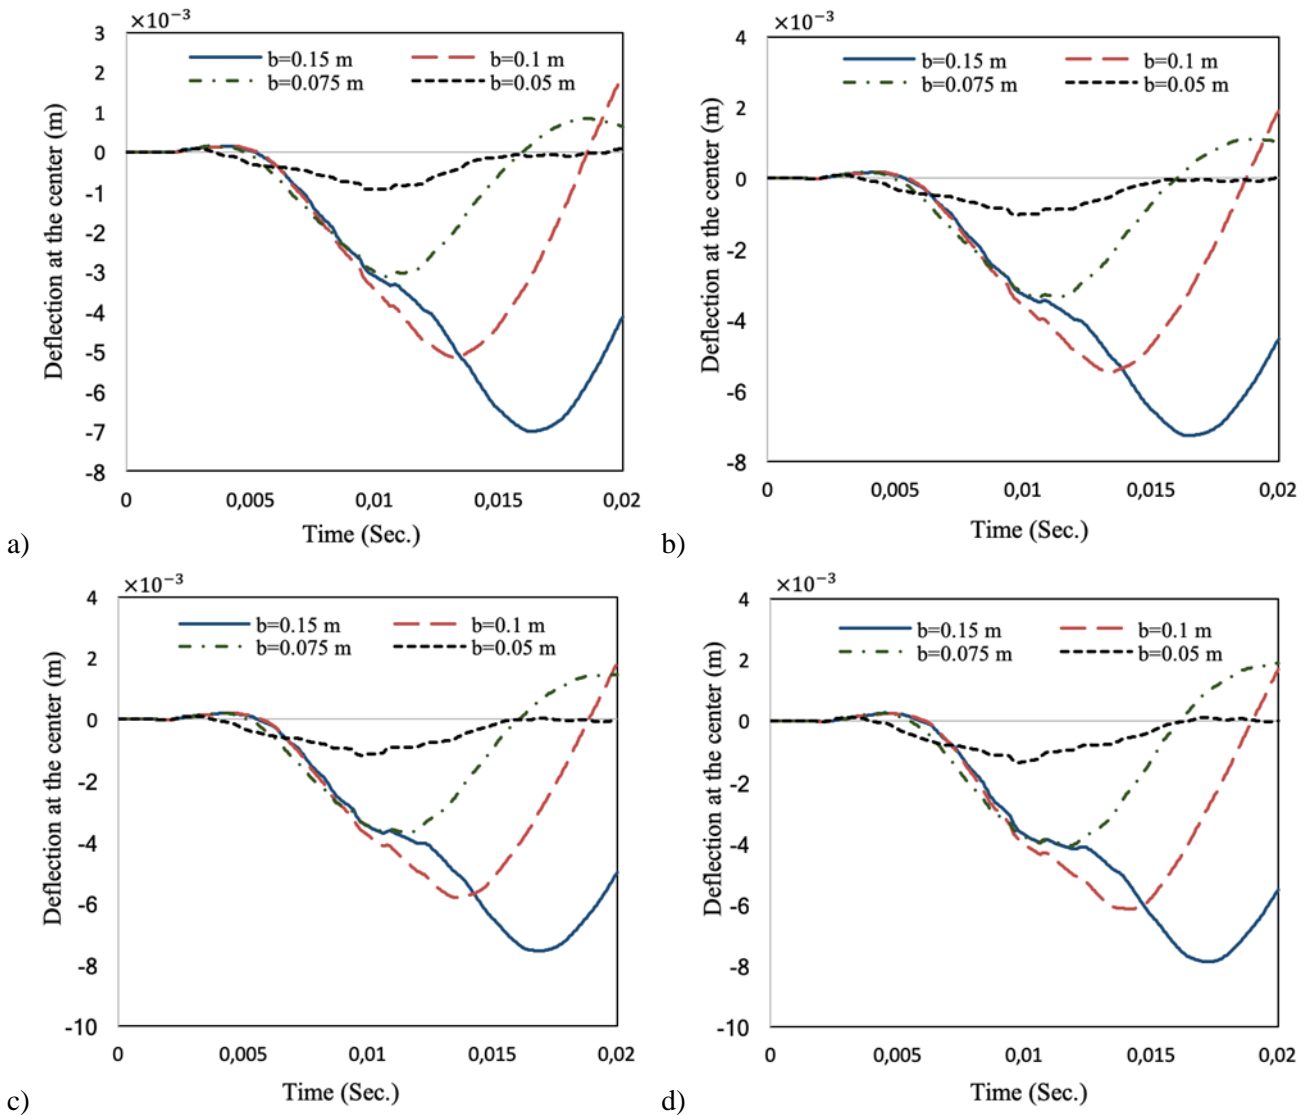 ×10⁻³
3
2
1
0
-1
-2
-3
-4
-5
-6
-7
-8
b=0.15 m
b=0.1 m
b=0.075 m
b=0.05 m
Deflection at the center (m)
0
0,005
0,01
0,015
0,02
Time (Sec.)
a)
×10⁻³
4
2
0
-2
-4
-6
-8
b=0.15 m
b=0.1 m
b=0.075 m
b=0.05 m
Deflection at the center (m)
0
0,005
0,01
0,015
0,02
Time (Sec.)
b)
×10⁻³
4
2
0
-2
-4
-6
-8
-10
b=0.15 m
b=0.1 m
b=0.075 m
b=0.05 m
Deflection at the center (m)
0
0,005
0,01
0,015
0,02
Time (Sec.)
c)
×10⁻³
4
2
0
-2
-4
-6
-8
-10
b=0.15 m
b=0.1 m
b=0.075 m
b=0.05 m
Deflection at the center (m)
0
0,005
0,01
0,015
0,02
Time (Sec.)
d)